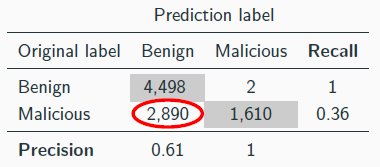 Prediction label
Original label Benign Malicious Recall
Benign 4,498 2 1
Malicious 2,890 1,610 0.36
Precision 0.61 1